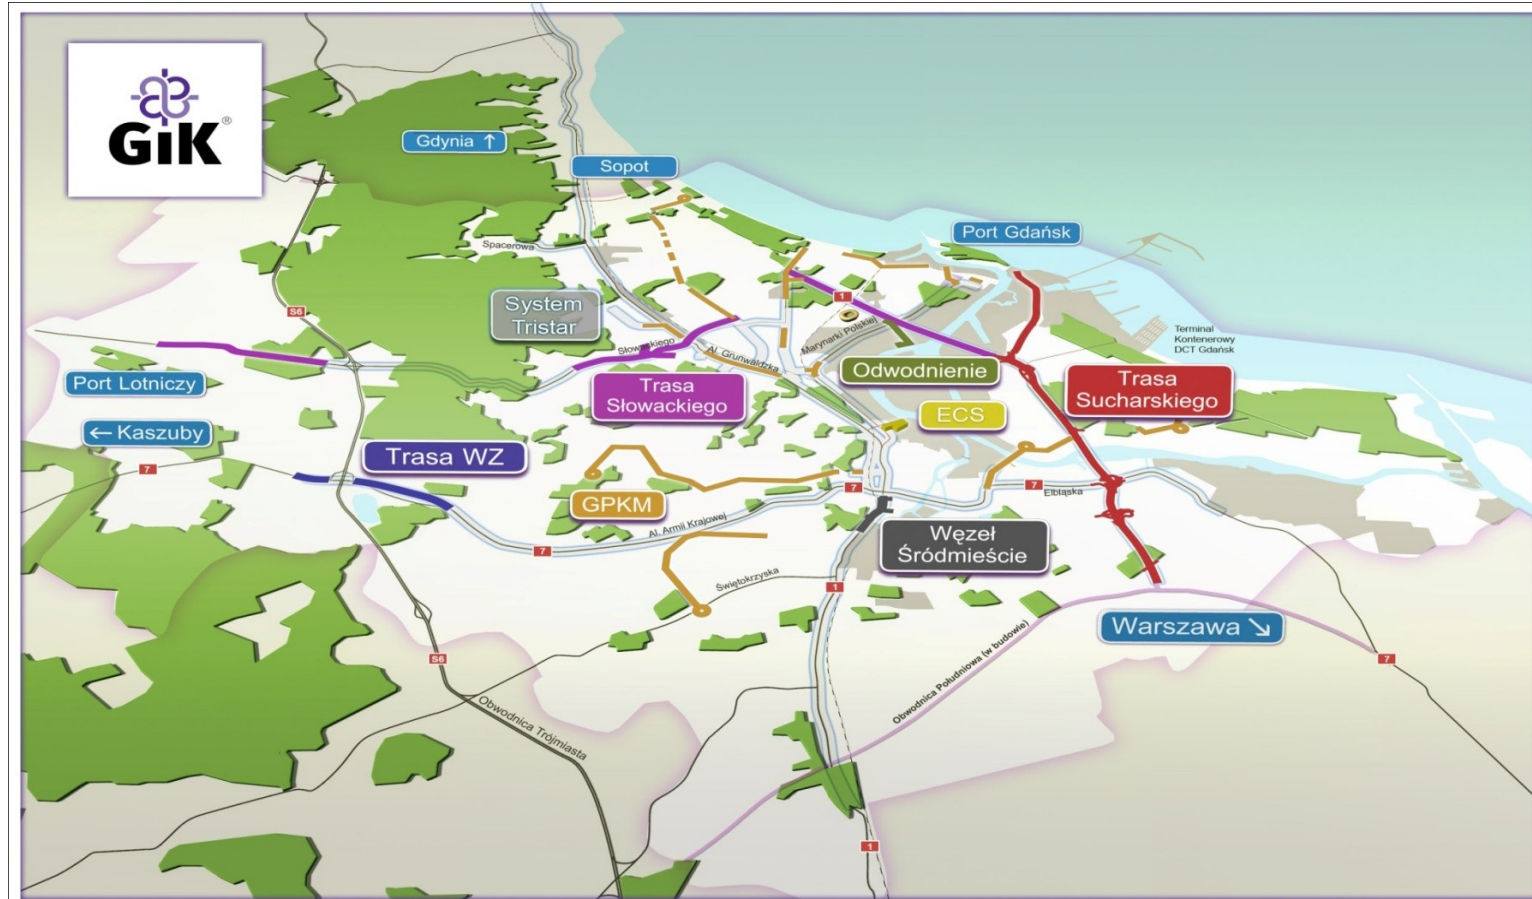 GiK®
Gdynia ↑
Sopot
Port Gdańsk
Spacerowa
System
Tristar
S6
1
Marynarki Polskiej
Terminal
Kontenerowy
DCT Gdańsk
Słowackiego
Al. Grunwaldzka
Odwodnienie
Port Lotniczy
Trasa
Słowackiego
Trasa
Sucharskiego
ECS
← Kaszuby
7
Trasa WZ
GPKM
7
7
Elbląska
Al. Armii Krajowej
7
Węzeł
Śródmieście
Świętokrzyska
1
Warszawa ↘
S6
Obwodnica Południowa (w budowie)
7
Obwodnica Trójmiasta
1